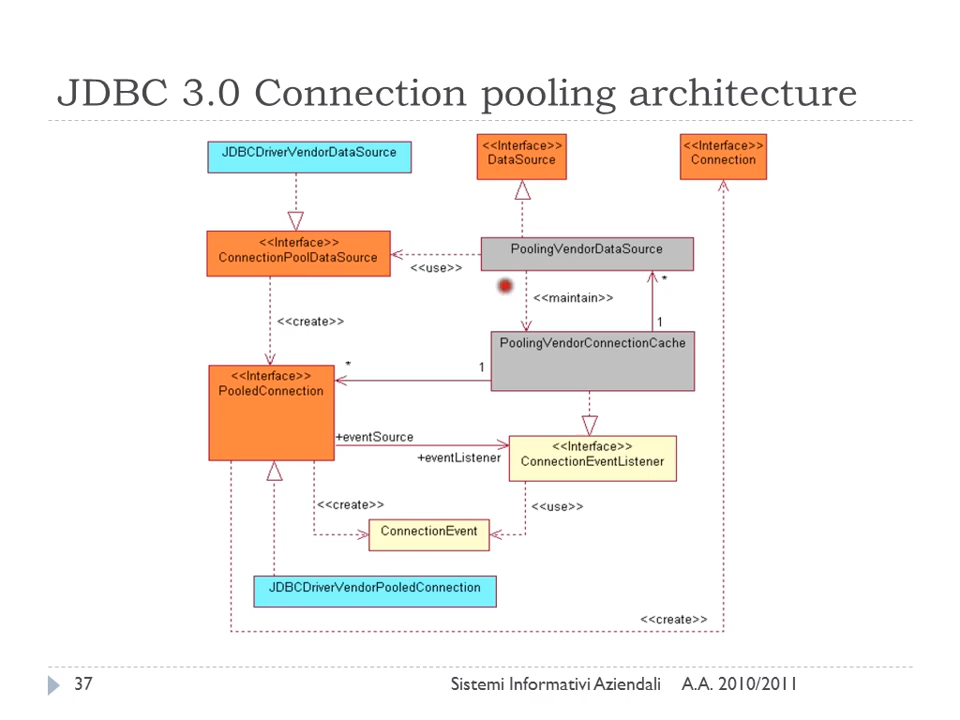 JDBC 3.0 Connection pooling architecture
JDBCDriverVendorDataSource
<<Interface>>
DataSource
<<Interface>>
Connection
<<Interface>>
ConnectionPoolDataSource
<<use>>
PoolingVendorDataSource
<<maintain>>
*
1
<<create>>
PoolingVendorConnectionCache
*
1
<<Interface>>
PooledConnection
+eventSource
+eventListener
<<Interface>>
ConnectionEventListener
<<create>>
<<use>>
ConnectionEvent
JDBCDriverVendorPooledConnection
<<create>>
37
Sistemi Informativi Aziendali A.A. 2010/2011